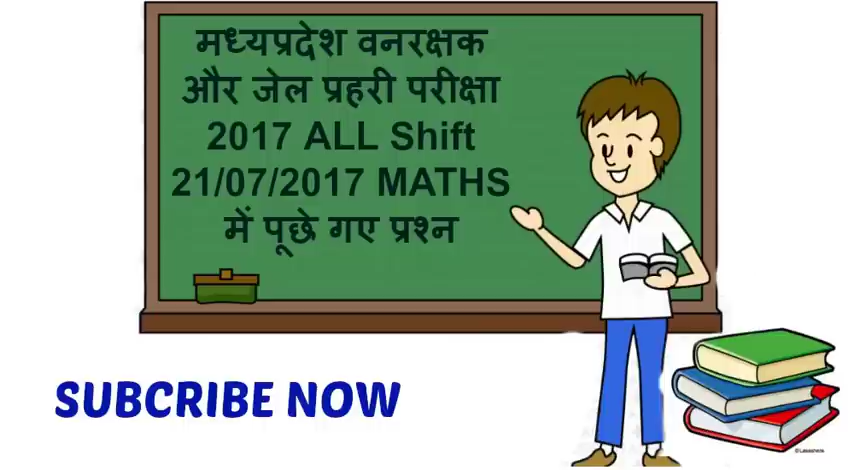 मध्यप्रदेश वनरक्षक
और जेल प्रहरी परीक्षा
2017 ALL Shift
21/07/2017 MATHS
में पूछे गए प्रश्न
SUBCRIBE NOW